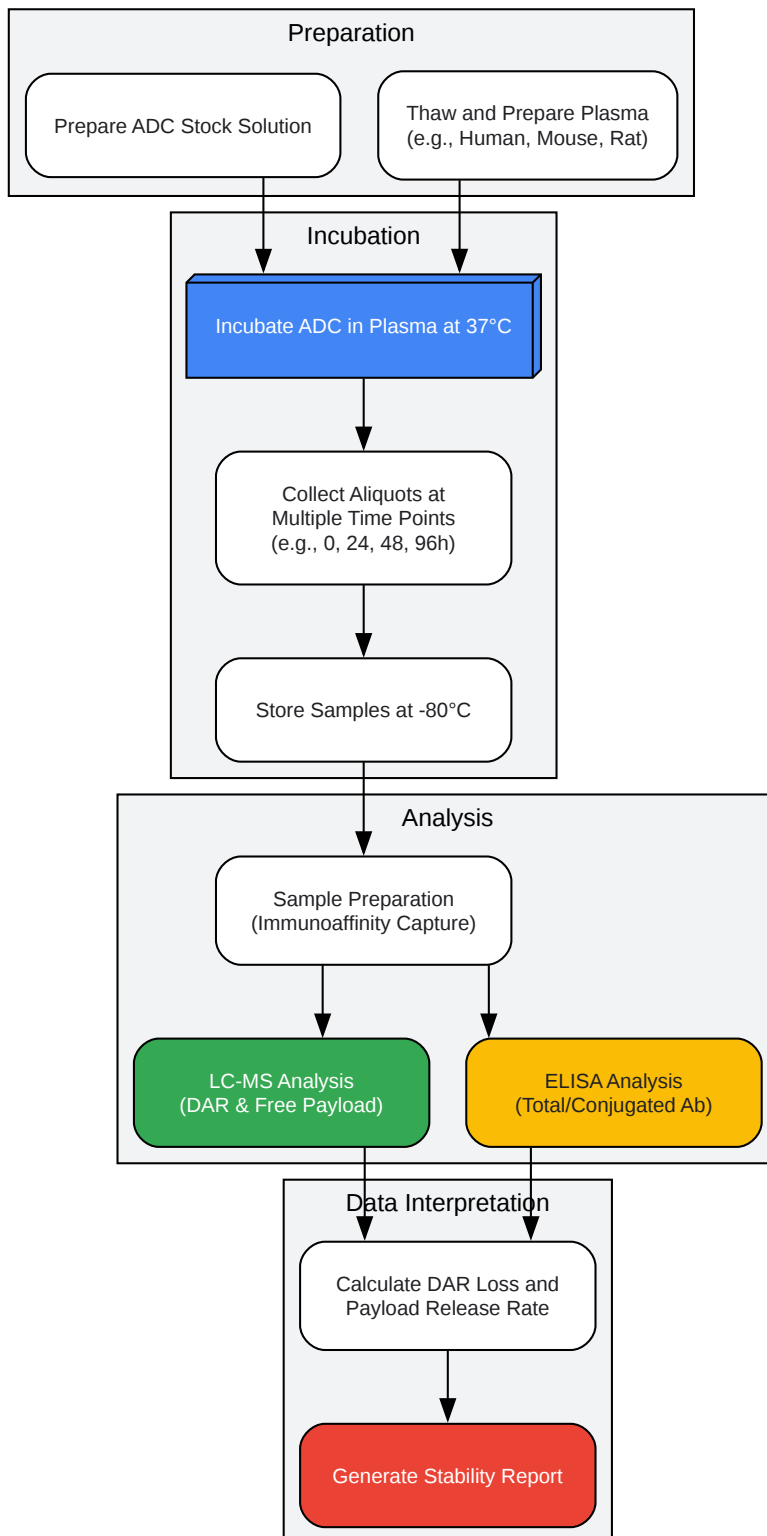 Preparation
Prepare ADC Stock Solution
Thaw and Prepare Plasma
(e.g., Human, Mouse, Rat)
Incubation
Incubate ADC in Plasma at 37°C
Collect Aliquots at
Multiple Time Points
(e.g., 0, 24, 48, 96h)
Store Samples at -80°C
Analysis
Sample Preparation
(Immunoaffinity Capture)
LC-MS Analysis
(DAR & Free Payload)
ELISA Analysis
(Total/Conjugated Ab)
Data Interpretation
Calculate DAR Loss and
Payload Release Rate
Generate Stability Report